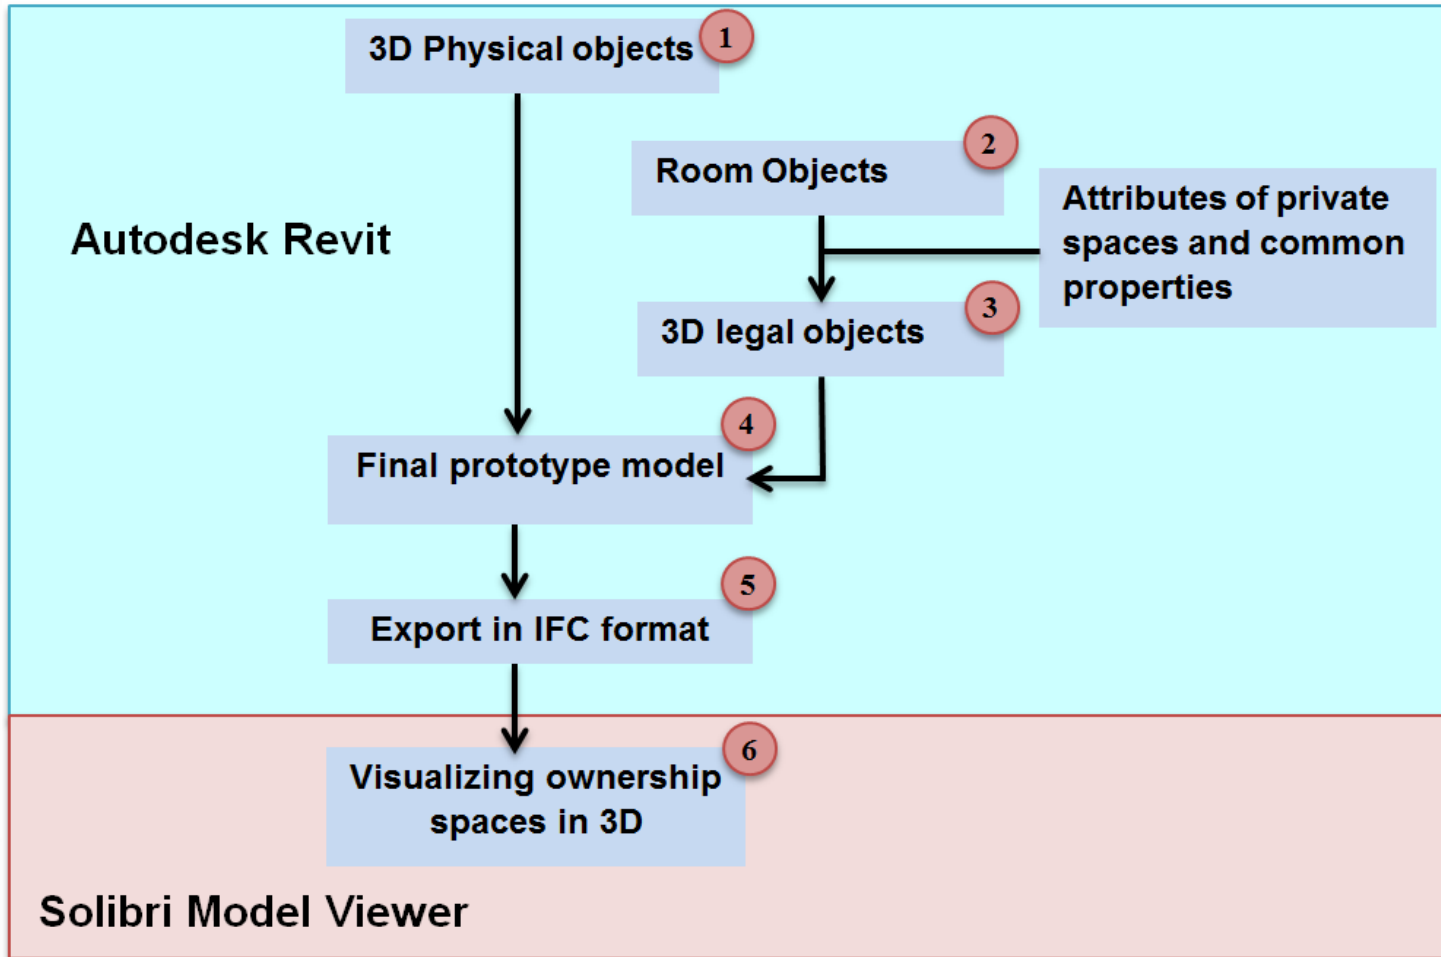 3D Physical objects
1
Room Objects
2
Attributes of private
spaces and common
properties
Autodesk Revit
3D legal objects
3
Final prototype model
4
Export in IFC format
5
Visualizing ownership
spaces in 3D
6
Solibri Model Viewer